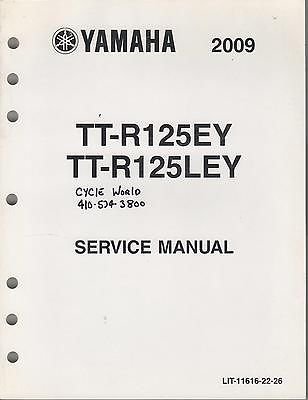 YAMAHA 2009
TT-R125EY
TT-R125LEY
CYCLE WORLD
410-574-3800
SERVICE MANUAL
LIT-11616-22-26